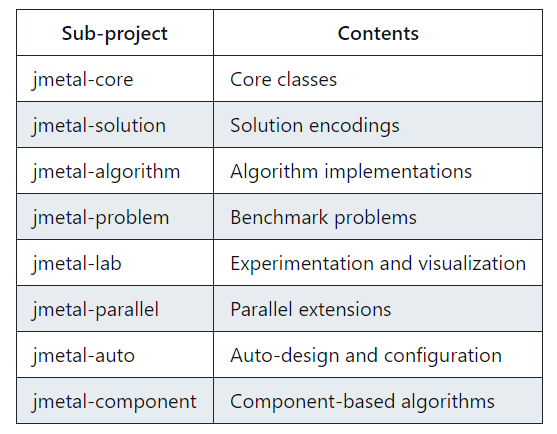 Sub-project Contents
jmetal-core Core classes
jmetal-solution Solution encodings
jmetal-algorithm Algorithm implementations
jmetal-problem Benchmark problems
jmetal-lab Experimentation and visualization
jmetal-parallel Parallel extensions
jmetal-auto Auto-design and configuration
jmetal-component Component-based algorithms